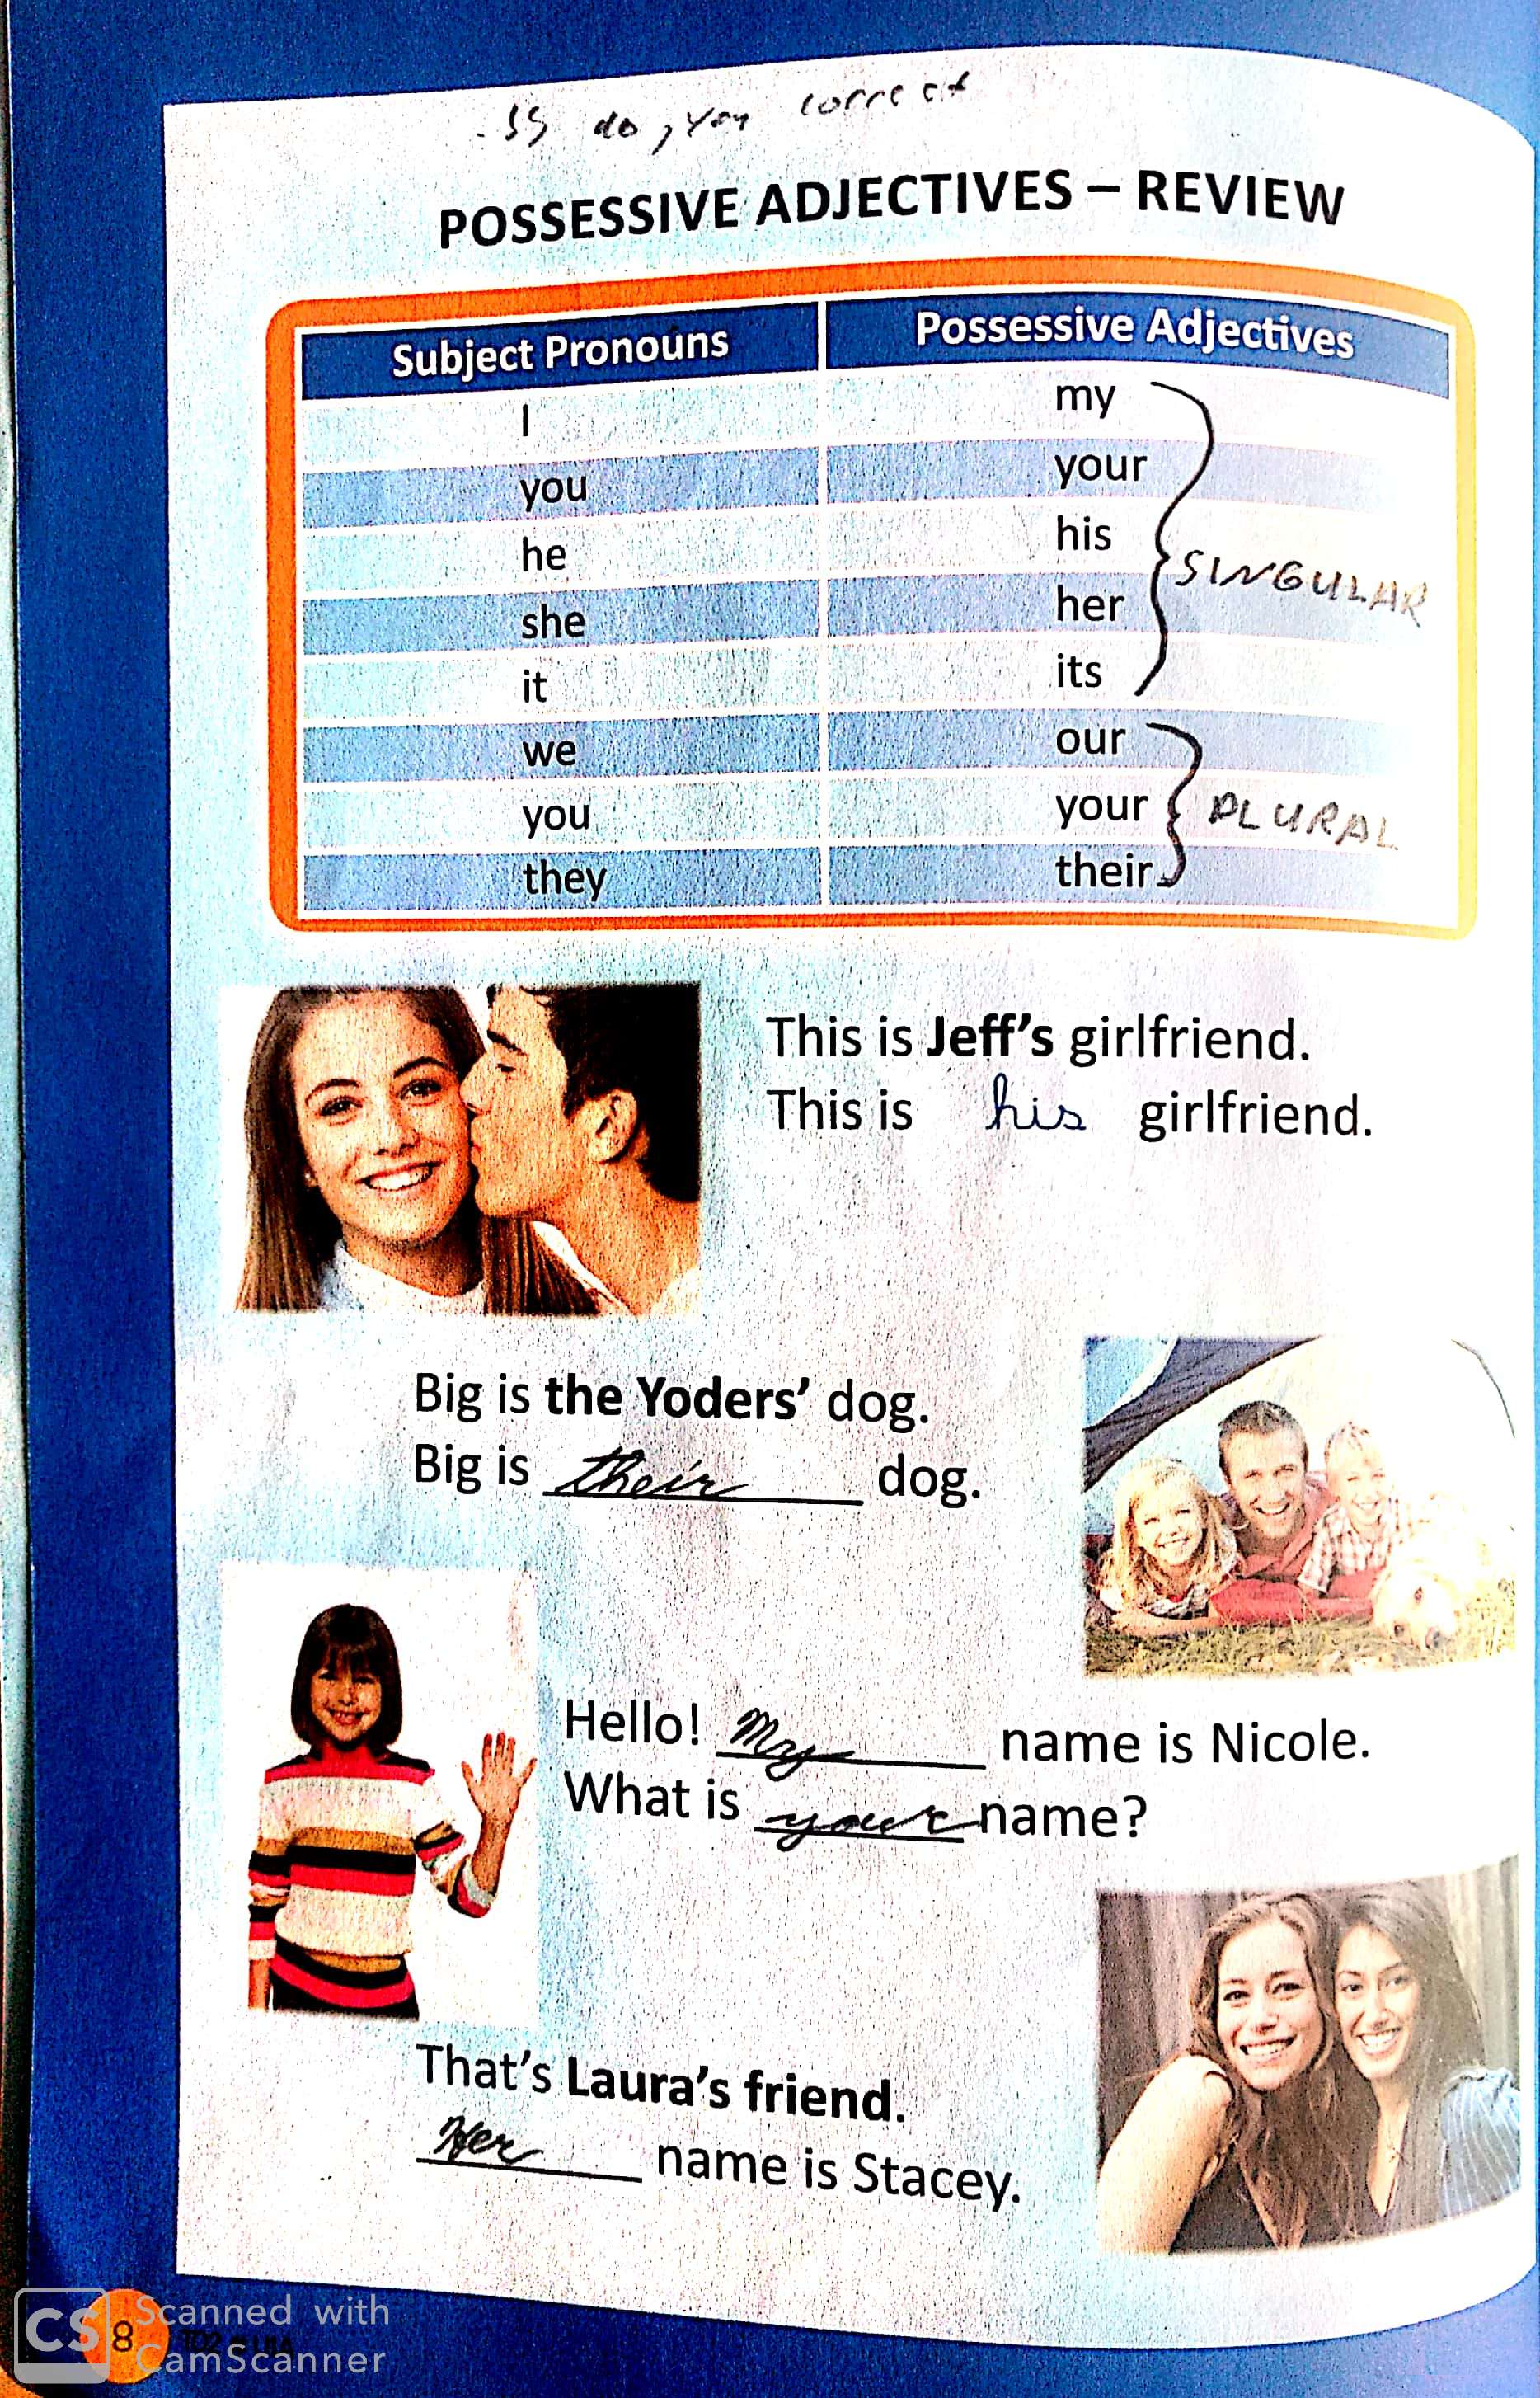 do, you correct
POSSESSIVE ADJECTIVES – REVIEW
Subject Pronouns Possessive Adjectives
I my
you your
he his
she her
it its
SINGULAR
we our
you your
they their
PLURAL
This is Jeff's girlfriend.
This is his girlfriend.
Big is the Yoders' dog.
Big is their dog.
Hello! My name is Nicole.
What is your name?
That's Laura's friend.
Her name is Stacey.
8
Scanned with
CamScanner
CS